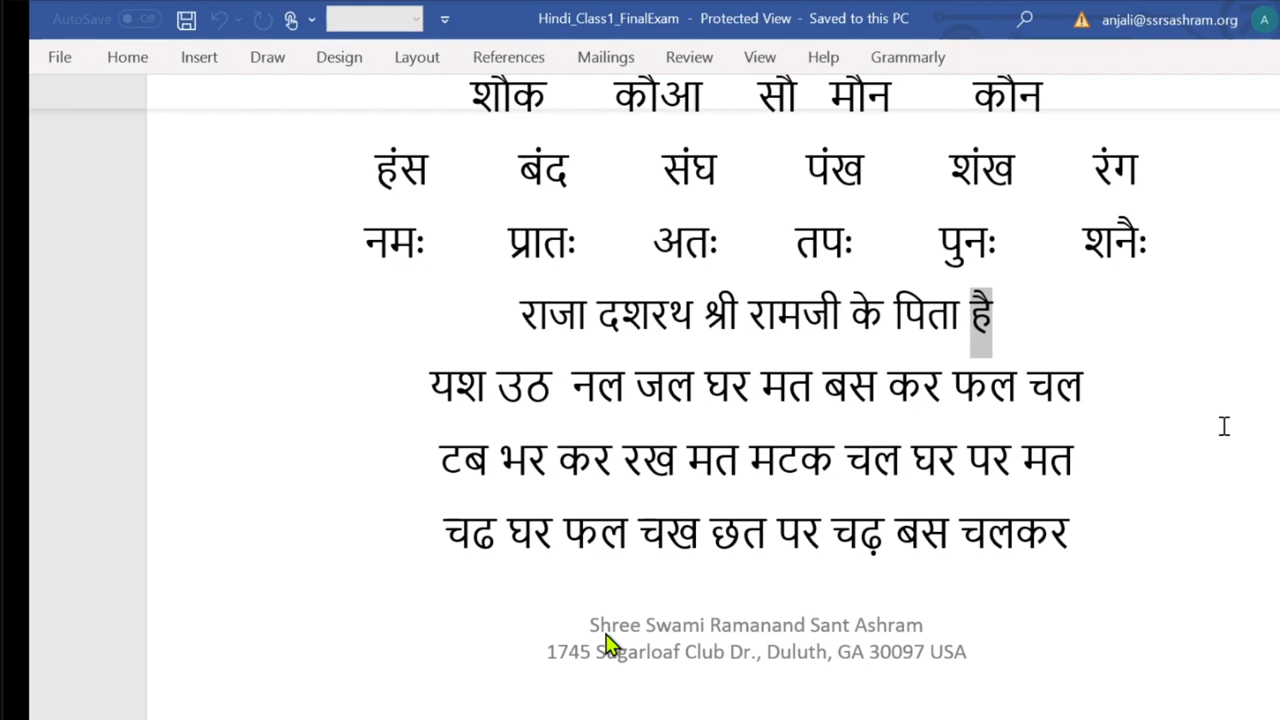 AutoSave Off Hindi_Class1_FinalExam - Protected View - Saved to this PC anjali@ssrsashram.org A
File Home Insert Draw Design Layout References Mailings Review View Help Grammarly
शौक कौआ सौ मौन कौन
हंस बंद संघ पंख शंख रंग
नमः प्रातः अतः तपः पुनः शनैः
राजा दशरथ श्री रामजी के पिता है
यश उठ नल जल घर मत बस कर फल चल
टब भर कर रख मत मटक चल घर पर मत
चढ घर फल चख छत पर चढ़ बस चलकर
Shree Swami Ramanand Sant Ashram
1745 Sugarloaf Club Dr., Duluth, GA 30097 USA